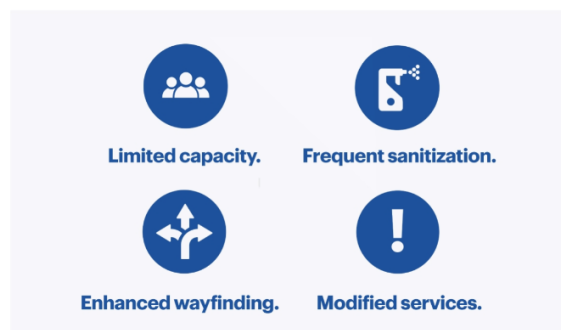 Limited capacity.
Frequent sanitization.
Enhanced wayfinding.
Modified services.